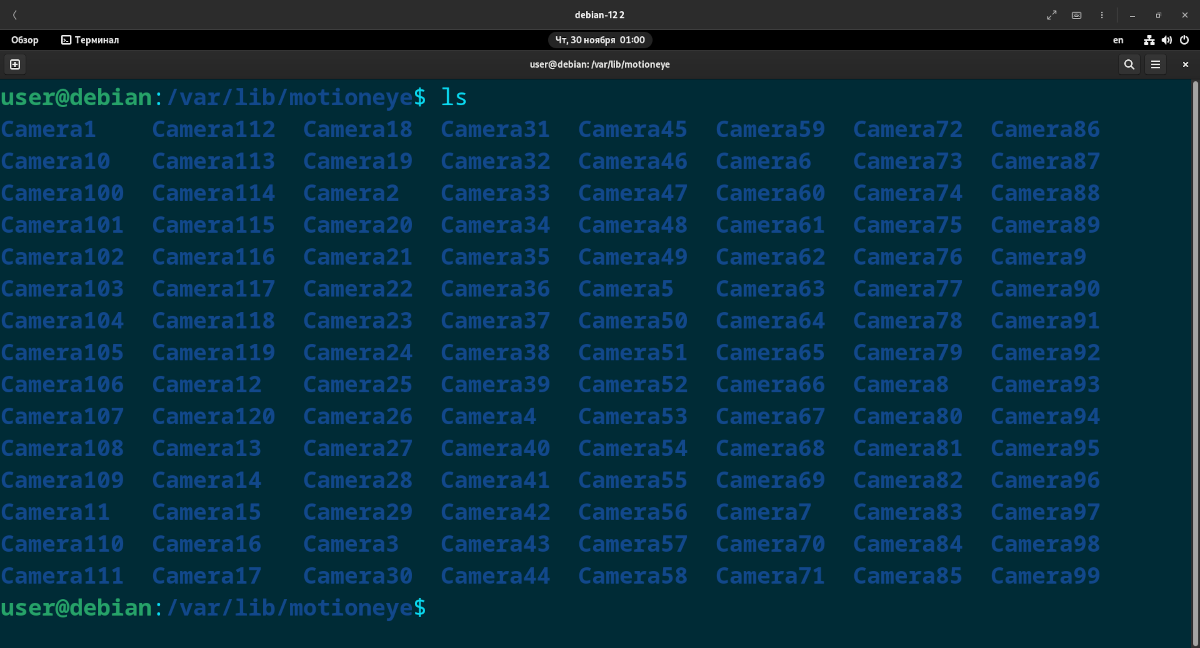 debian-12 2
Обзор Терминал Чт, 30 ноября 01:00 en
user@debian: /var/lib/motioneye
user@debian:/var/lib/motioneye$ ls
Camera1 Camera112 Camera18 Camera31 Camera45 Camera59 Camera72 Camera86
Camera10 Camera113 Camera19 Camera32 Camera46 Camera6 Camera73 Camera87
Camera100 Camera114 Camera2 Camera33 Camera47 Camera60 Camera74 Camera88
Camera101 Camera115 Camera20 Camera34 Camera48 Camera61 Camera75 Camera89
Camera102 Camera116 Camera21 Camera35 Camera49 Camera62 Camera76 Camera9
Camera103 Camera117 Camera22 Camera36 Camera5 Camera63 Camera77 Camera90
Camera104 Camera118 Camera23 Camera37 Camera50 Camera64 Camera78 Camera91
Camera105 Camera119 Camera24 Camera38 Camera51 Camera65 Camera79 Camera92
Camera106 Camera12 Camera25 Camera39 Camera52 Camera66 Camera8 Camera93
Camera107 Camera120 Camera26 Camera4 Camera53 Camera67 Camera80 Camera94
Camera108 Camera13 Camera27 Camera40 Camera54 Camera68 Camera81 Camera95
Camera109 Camera14 Camera28 Camera41 Camera55 Camera69 Camera82 Camera96
Camera11 Camera15 Camera29 Camera42 Camera56 Camera7 Camera83 Camera97
Camera110 Camera16 Camera3 Camera43 Camera57 Camera70 Camera84 Camera98
Camera111 Camera17 Camera30 Camera44 Camera58 Camera71 Camera85 Camera99
user@debian:/var/lib/motioneye$